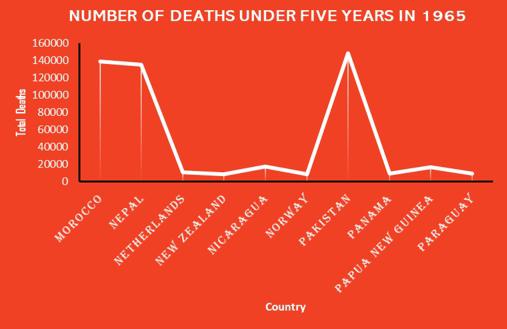 NUMBER OF DEATHS UNDER FIVE YEARS IN 1965
Total Deaths
160000
140000
120000
100000
80000
60000
40000
20000
0
MOROCCO
NEPAL
NETHERLANDS
NEW ZEALAND
NICARAGUA
NORWAY
PAKISTAN
PANAMA
PAPUA NEW GUINEA
PARAGUAY
Country